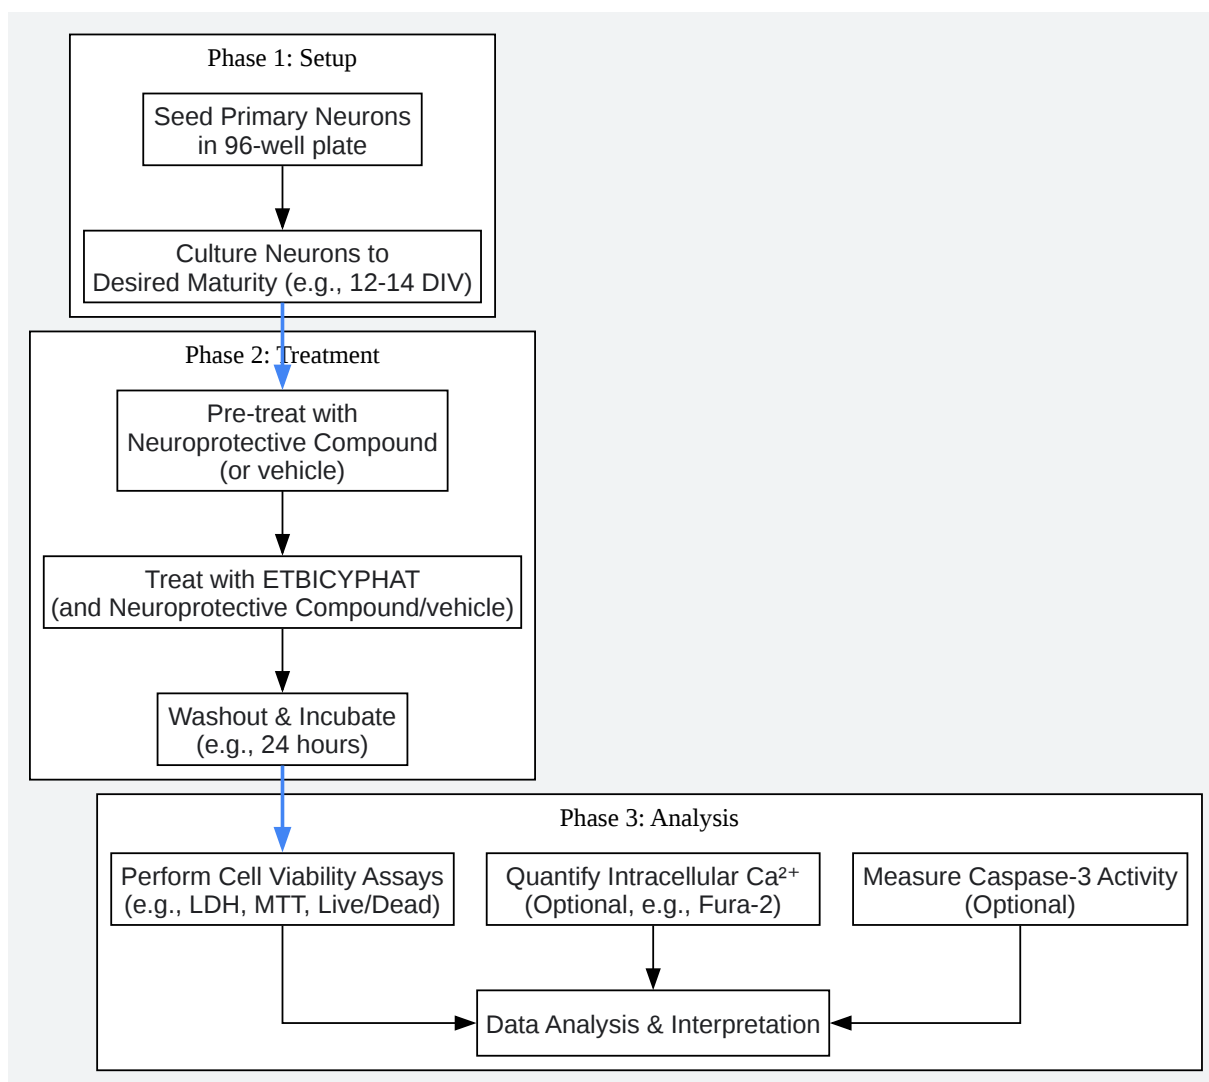 Phase 1: Setup
Seed Primary Neurons
in 96-well plate
Culture Neurons to
Desired Maturity (e.g., 12-14 DIV)
Phase 2: Treatment
Pre-treat with
Neuroprotective Compound
(or vehicle)
Treat with ETBICYPHAT
(and Neuroprotective Compound/vehicle)
Washout & Incubate
(e.g., 24 hours)
Phase 3: Analysis
Perform Cell Viability Assays
(e.g., LDH, MTT, Live/Dead)
Quantify Intracellular Ca²⁺
(Optional, e.g., Fura-2)
Measure Caspase-3 Activity
(Optional)
Data Analysis & Interpretation